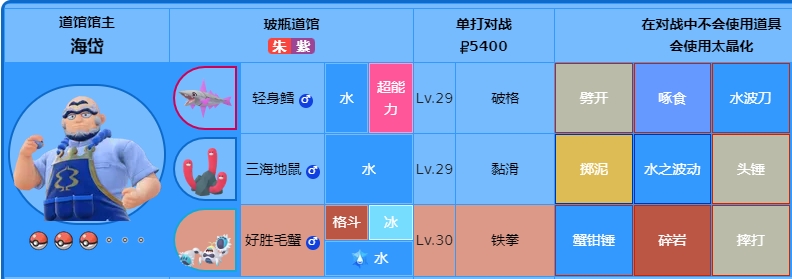 道馆馆主
海岱
玻瓶道馆
朱 紫
单打对战
₽5400
在对战中不会使用道具
会使用太晶化
轻身鳕 ♂ 水 超能力 Lv.29 破格 劈开 啄食 水波刀
三海地鼠 ♂ 水 Lv.29 黏滑 掷泥 水之波动 头锤
好胜毛蟹 ♂ 格斗 冰 水 Lv.30 铁拳 蟹钳锤 碎岩 摔打